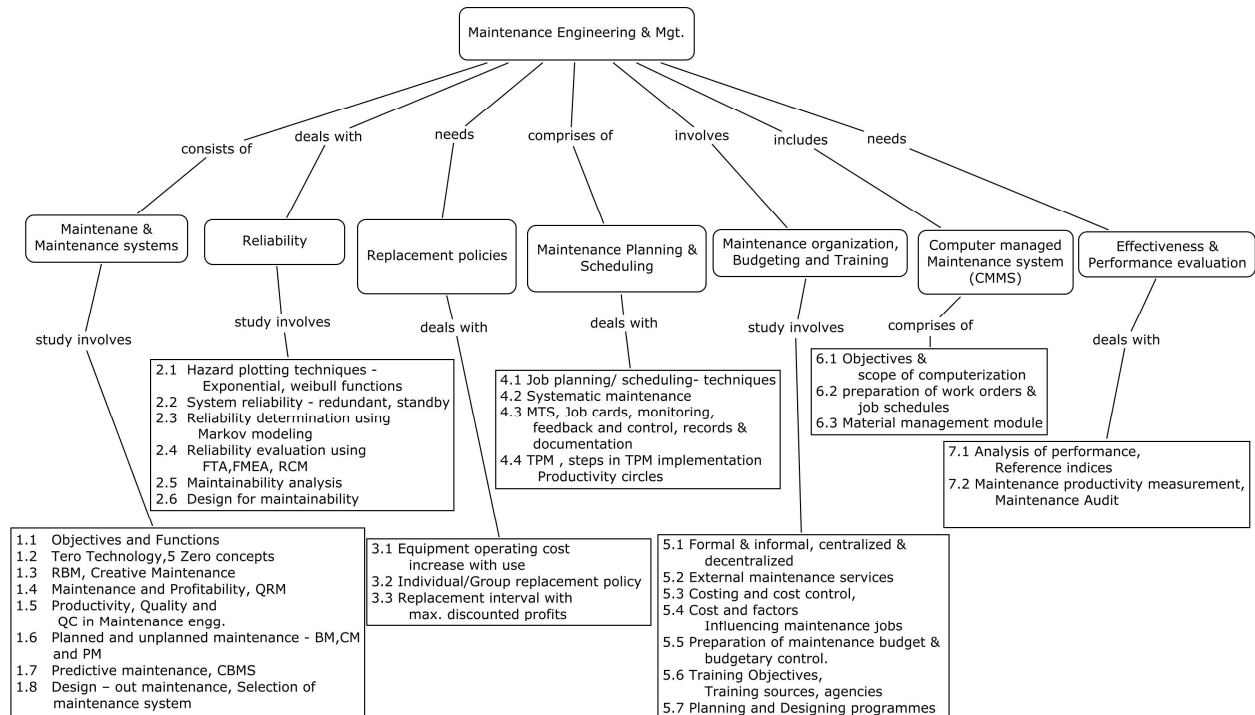 Maintenance Engineering & Mgt.
consists of
deals with
needs
comprises of
involves
includes
needs
Maintenane &
Maintenance systems
Reliability
Replacement policies
Maintenance Planning &
Scheduling
Maintenance organization,
Budgeting and Training
Computer managed
Maintenance system
(CMMS)
Effectiveness &
Performance evaluation
study involves
study involves
deals with
deals with
study involves
comprises of
deals with
1.1 Objectives and Functions
1.2 Tero Technology,5 Zero concepts
1.3 RBM, Creative Maintenance
1.4 Maintenance and Profitability, QRM
1.5 Productivity, Quality and
QC in Maintenance engg.
1.6 Planned and unplanned maintenance - BM,CM
and PM
1.7 Predictive maintenance, CBMS
1.8 Design – out maintenance, Selection of
maintenance system
2.1 Hazard plotting techniques -
Exponential, weibull functions
2.2 System reliability - redundant, standby
2.3 Reliability determination using
Markov modeling
2.4 Reliability evaluation using
FTA,FMEA, RCM
2.5 Maintainability analysis
2.6 Design for maintainability
3.1 Equipment operating cost
increase with use
3.2 Individual/Group replacement policy
3.3 Replacement interval with
max. discounted profits
4.1 Job planning/ scheduling- techniques
4.2 Systematic maintenance
4.3 MTS, Job cards, monitoring,
feedback and control, records &
documentation
4.4 TPM , steps in TPM implementation
Productivity circles
5.1 Formal & informal, centralized &
decentralized
5.2 External maintenance services
5.3 Costing and cost control,
5.4 Cost and factors
Influencing maintenance jobs
5.5 Preparation of maintenance budget &
budgetary control.
5.6 Training Objectives,
Training sources, agencies
5.7 Planning and Designing programmes
6.1 Objectives &
scope of computerization
6.2 preparation of work orders &
job schedules
6.3 Material management module
7.1 Analysis of performance,
Reference indices
7.2 Maintenance productivity measurement,
Maintenance Audit